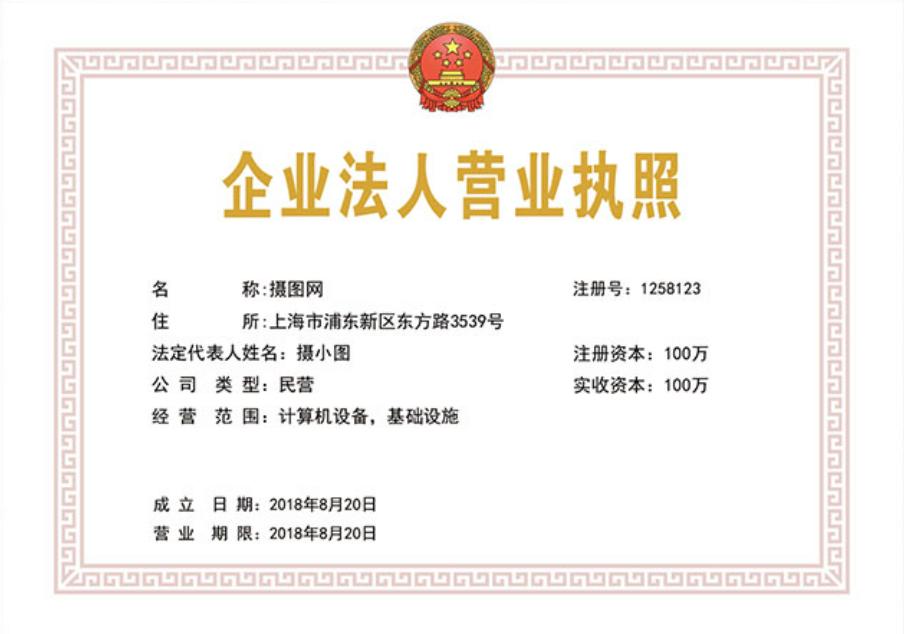 企业法人营业执照
名 称:摄图网 注册号：1258123
住 所:上海市浦东新区东方路3539号
法定代表人姓名：摄小图 注册资本：100万
公 司 类 型：民营 实收资本：100万
经 营 范 围：计算机设备，基础设施
成 立 日 期：2018年8月20日
营 业 期 限：2018年8月20日